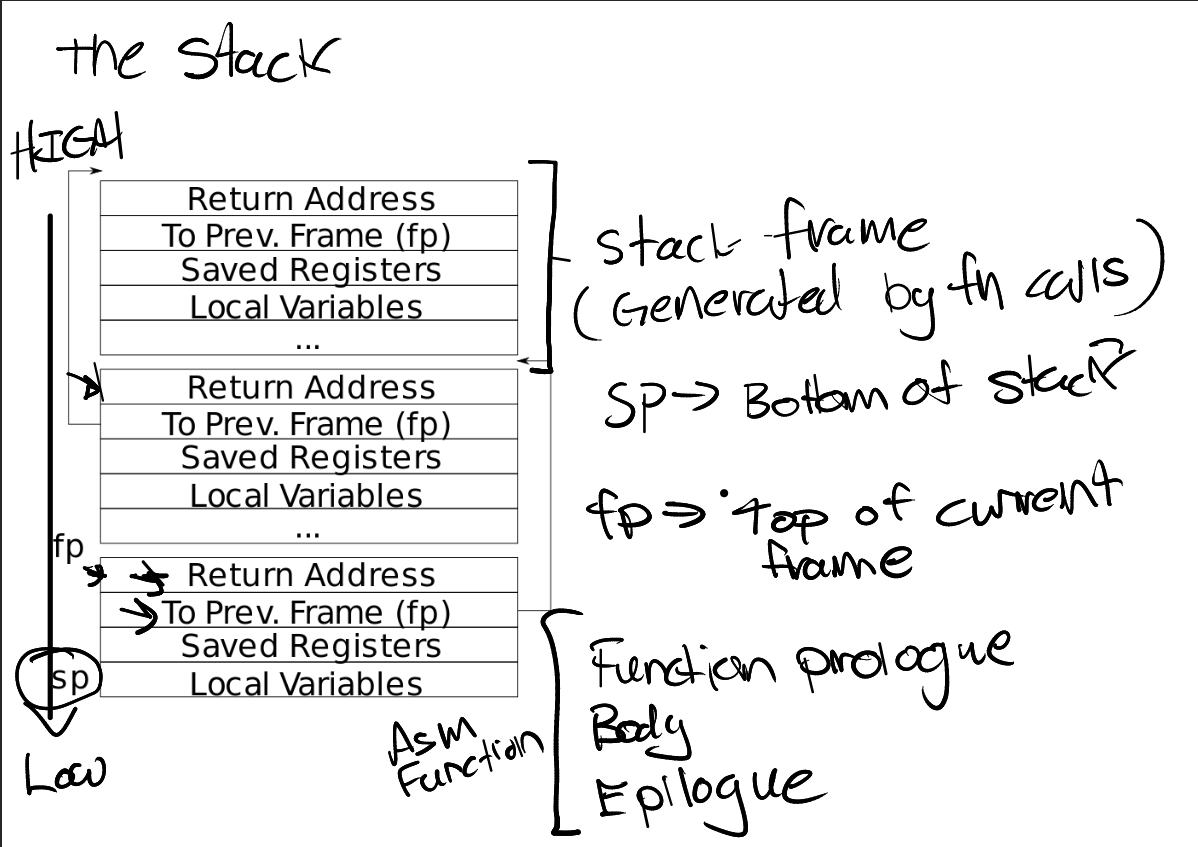 The Stack
HIGH
Return Address
To Prev. Frame (fp)
Saved Registers
Local Variables
...
Stack frame
(Generated by fn calls)
Return Address
To Prev. Frame (fp)
Saved Registers
Local Variables
...
SP → Bottom of stack
fp ⇒ Top of current
frame
fp
Return Address
To Prev. Frame (fp)
Saved Registers
sp
Local Variables
Low
Asm
Function
Function prologue
Body
Epilogue